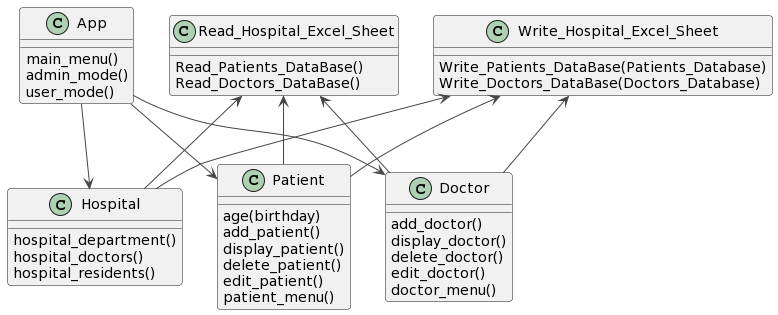 C App
main_menu()
admin_mode()
user_mode()
C Read_Hospital_Excel_Sheet
Read_Patients_DataBase()
Read_Doctors_DataBase()
C Write_Hospital_Excel_Sheet
Write_Patients_DataBase(Patients_Database)
Write_Doctors_DataBase(Doctors_Database)
C Hospital
hospital_department()
hospital_doctors()
hospital_residents()
C Patient
age(birthday)
add_patient()
display_patient()
delete_patient()
edit_patient()
patient_menu()
C Doctor
add_doctor()
display_doctor()
delete_doctor()
edit_doctor()
doctor_menu()